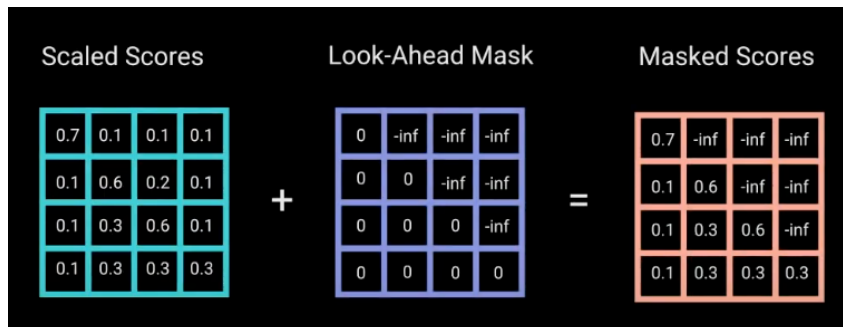 Scaled Scores
Look-Ahead Mask
Masked Scores
0.7 0.1 0.1 0.1
0.1 0.6 0.2 0.1
0.1 0.3 0.6 0.1
0.1 0.3 0.3 0.3
+
0 -inf -inf -inf
0 0 -inf -inf
0 0 0 -inf
0 0 0 0
=
0.7 -inf -inf -inf
0.1 0.6 -inf -inf
0.1 0.3 0.6 -inf
0.1 0.3 0.3 0.3